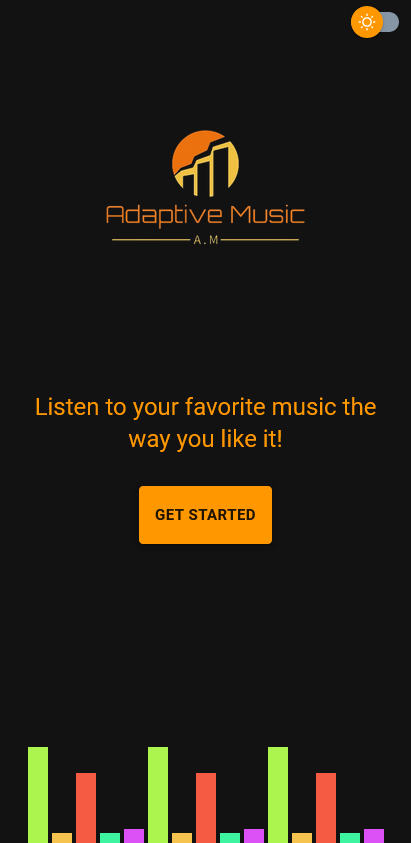 Adaptive Music
A.M
Listen to your favorite music the
way you like it!
GET STARTED